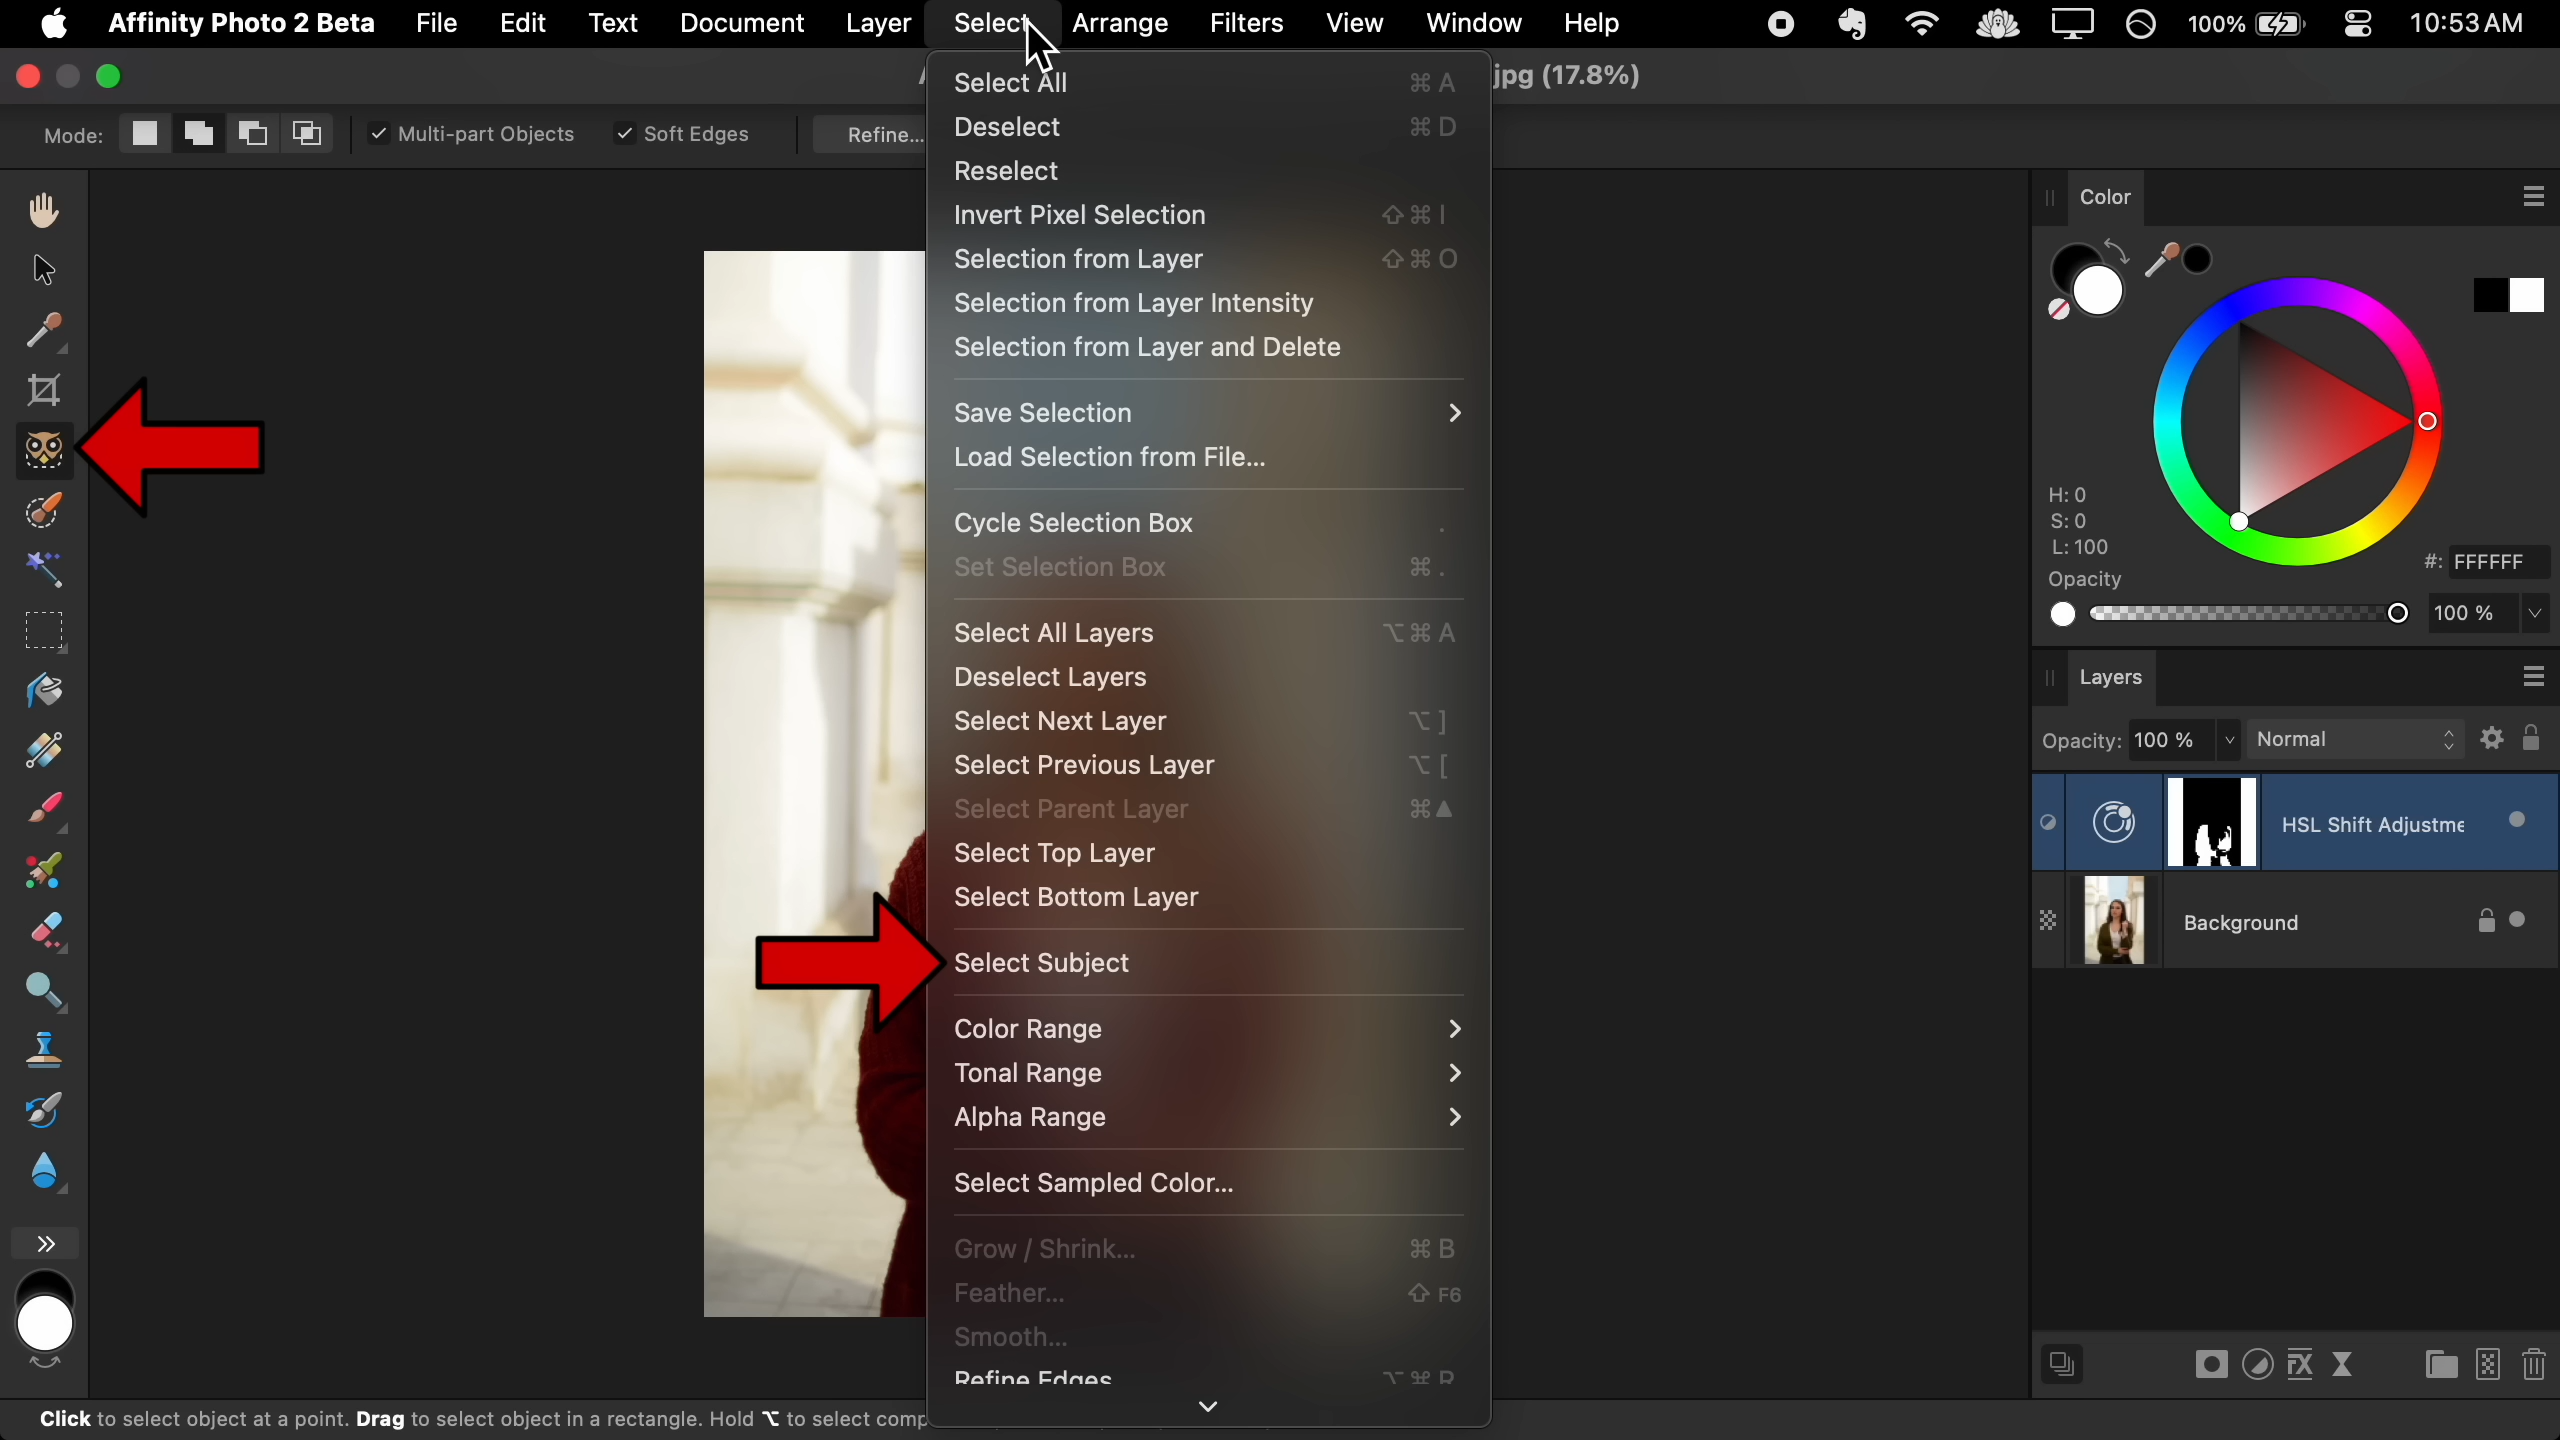 Affinity Photo 2 Beta File Edit Text Document Layer Select Arrange Filters View Window Help 100% 10:53 AM
jpg (17.8%)
Mode: Multi-part Objects Soft Edges Refine...
Select All ⌘ A
Deselect ⌘ D
Reselect
Invert Pixel Selection ⇧ ⌘ I
Selection from Layer ⇧ ⌘ O
Selection from Layer Intensity
Selection from Layer and Delete
Save Selection
Load Selection from File...
Cycle Selection Box .
Set Selection Box ⌘ .
Select All Layers ⌥ ⌘ A
Deselect Layers
Select Next Layer ⌥ ]
Select Previous Layer ⌥ [
Select Parent Layer ⌘ ▲
Select Top Layer
Select Bottom Layer
Select Subject
Color Range
Tonal Range
Alpha Range
Select Sampled Color...
Grow / Shrink... ⌘ B
Feather... ⇧ F6
Smooth...
Refine Edges ⌥ ⌘ R
Color
H: 0
S: 0
L: 100
#: FFFFFF
Opacity
100 %
Layers
Opacity: 100 % Normal
HSL Shift Adjustme
Background
Click to select object at a point. Drag to select object in a rectangle. Hold ⌥ to select comp